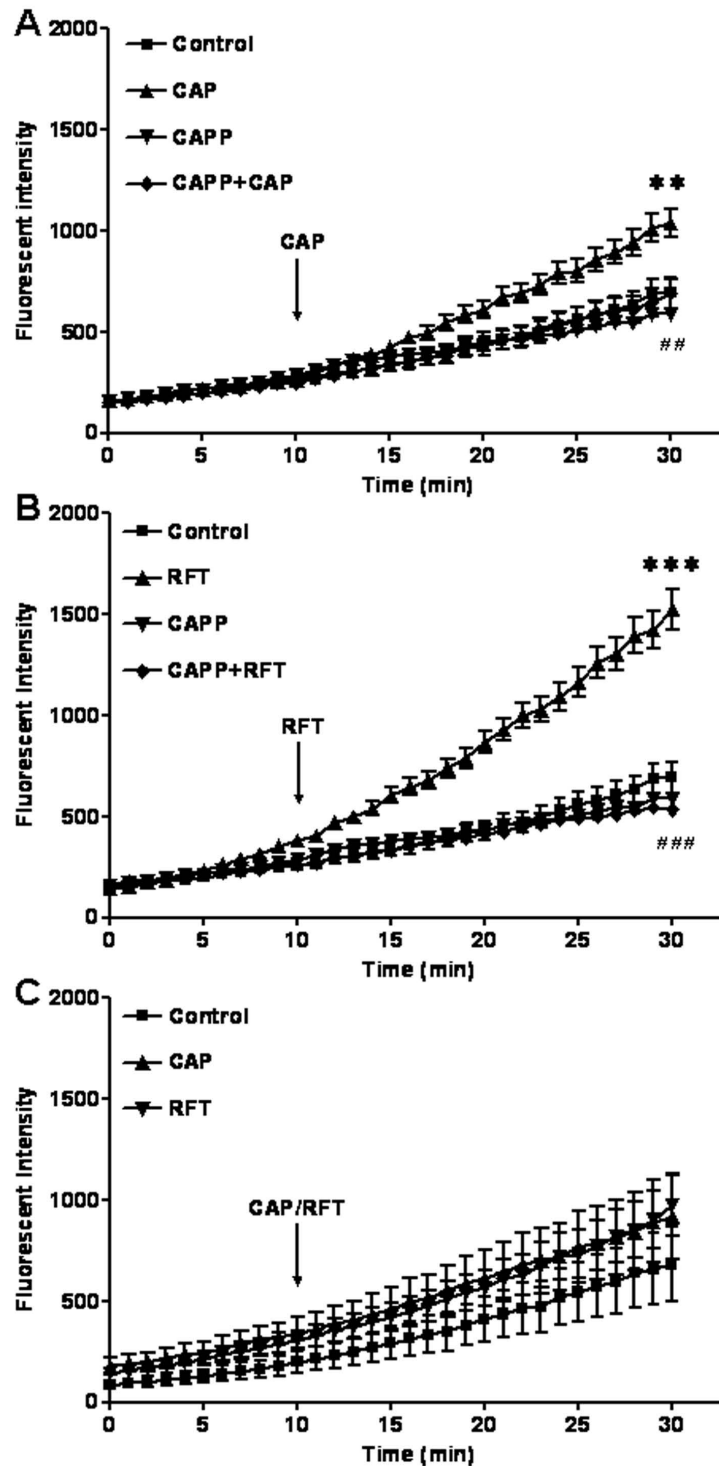 A
2000
1500
1000
500
0
Fluorescent intensity
Control
CAP
CAPP
CAPP+CAP
CAP
**
##
0 5 10 15 20 25 30
Time (min)
B
2000
1500
1000
500
0
Fluorescent Intensity
Control
RFT
CAPP
CAPP+RFT
RFT
***
###
0 5 10 15 20 25 30
Time (min)
C
2000
1500
1000
500
0
Fluorescent Intensity
Control
CAP
RFT
CAP/RFT
0 5 10 15 20 25 30
Time (min)